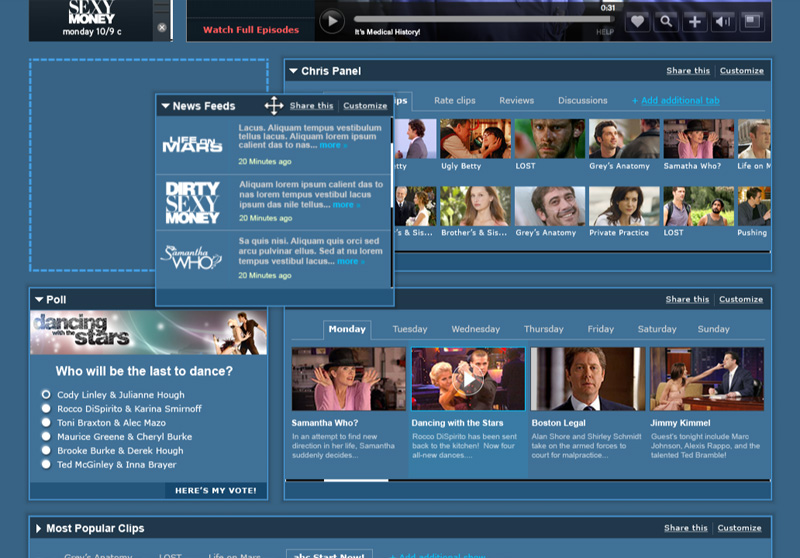 SEXY
MONEY
monday 10/9 c
Watch Full Episodes
It's Medical History!
0:31
HELP
Chris Panel
Share this
Customize
Rate clips
Reviews
Discussions
+ Add additional tab
Ugly Betty
LOST
Grey's Anatomy
Samatha Who?
Life on M
Brother's & Sis...
Grey's Anatomy
Private Practice
LOST
Pushing
News Feeds
Share this
Customize
LIFE ON
MARS
Lacus. Aliquam tempus vestibulum
tellus lacus. Aliquam lorem ipsum
calient das to nas... more »
20 Minutes ago
DIRTY
SEXY
MONEY
Aliquam lorem ipsum calient das to
nas lorem tempus vestibul lacus
ipsum das nile tellus... more »
20 Minutes ago
Samantha
WHO?
Sa quis nisi. Aliquam quis orci sed
arcu pulvinar ellus. Sed at nu lorem
tempus vestibul lacus... more »
20 Minutes ago
Poll
dancing
with the
stars
Who will be the last to dance?
Cody Linley & Julianne Hough
Rocco DiSpirito & Karina Smirnoff
Toni Braxton & Alec Mazo
Maurice Greene & Cheryl Burke
Brooke Burke & Derek Hough
Ted McGinley & Inna Brayer
HERE'S MY VOTE!
Share this
Customize
Monday
Tuesday
Wednesday
Thursday
Friday
Saturday
Sunday
Samantha Who?
In an attempt to find new
direction in her life, Samantha
suddenly decides...
Dancing with the Stars
Rocco DiSpirito has been sent
back to the kitchen! Now four
all-new dances....
Boston Legal
Alan Shore and Shirley Schmidt
take on the armed forces to
court for malpractice...
Jimmy Kimmel
Guest's tonight include Marc
Johnson, Alexis Rappo, and the
talented Ted Bramble!
Most Popular Clips
Share this
Customize
Grey's Anatomy
LOST
Life on Mars
abc Start Now!
+ Add additional show